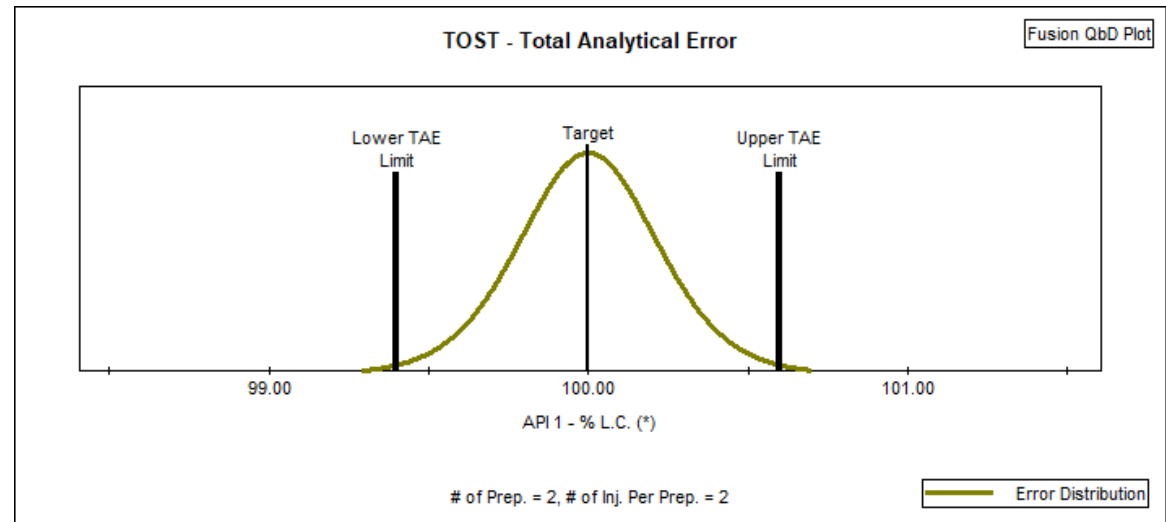 TOST - Total Analytical Error
Fusion QbD Plot
Lower TAE
Limit
Target
Upper TAE
Limit
99.00
100.00
101.00
API 1 - % L.C. (*)
# of Prep. = 2, # of Inj. Per Prep. = 2
Error Distribution